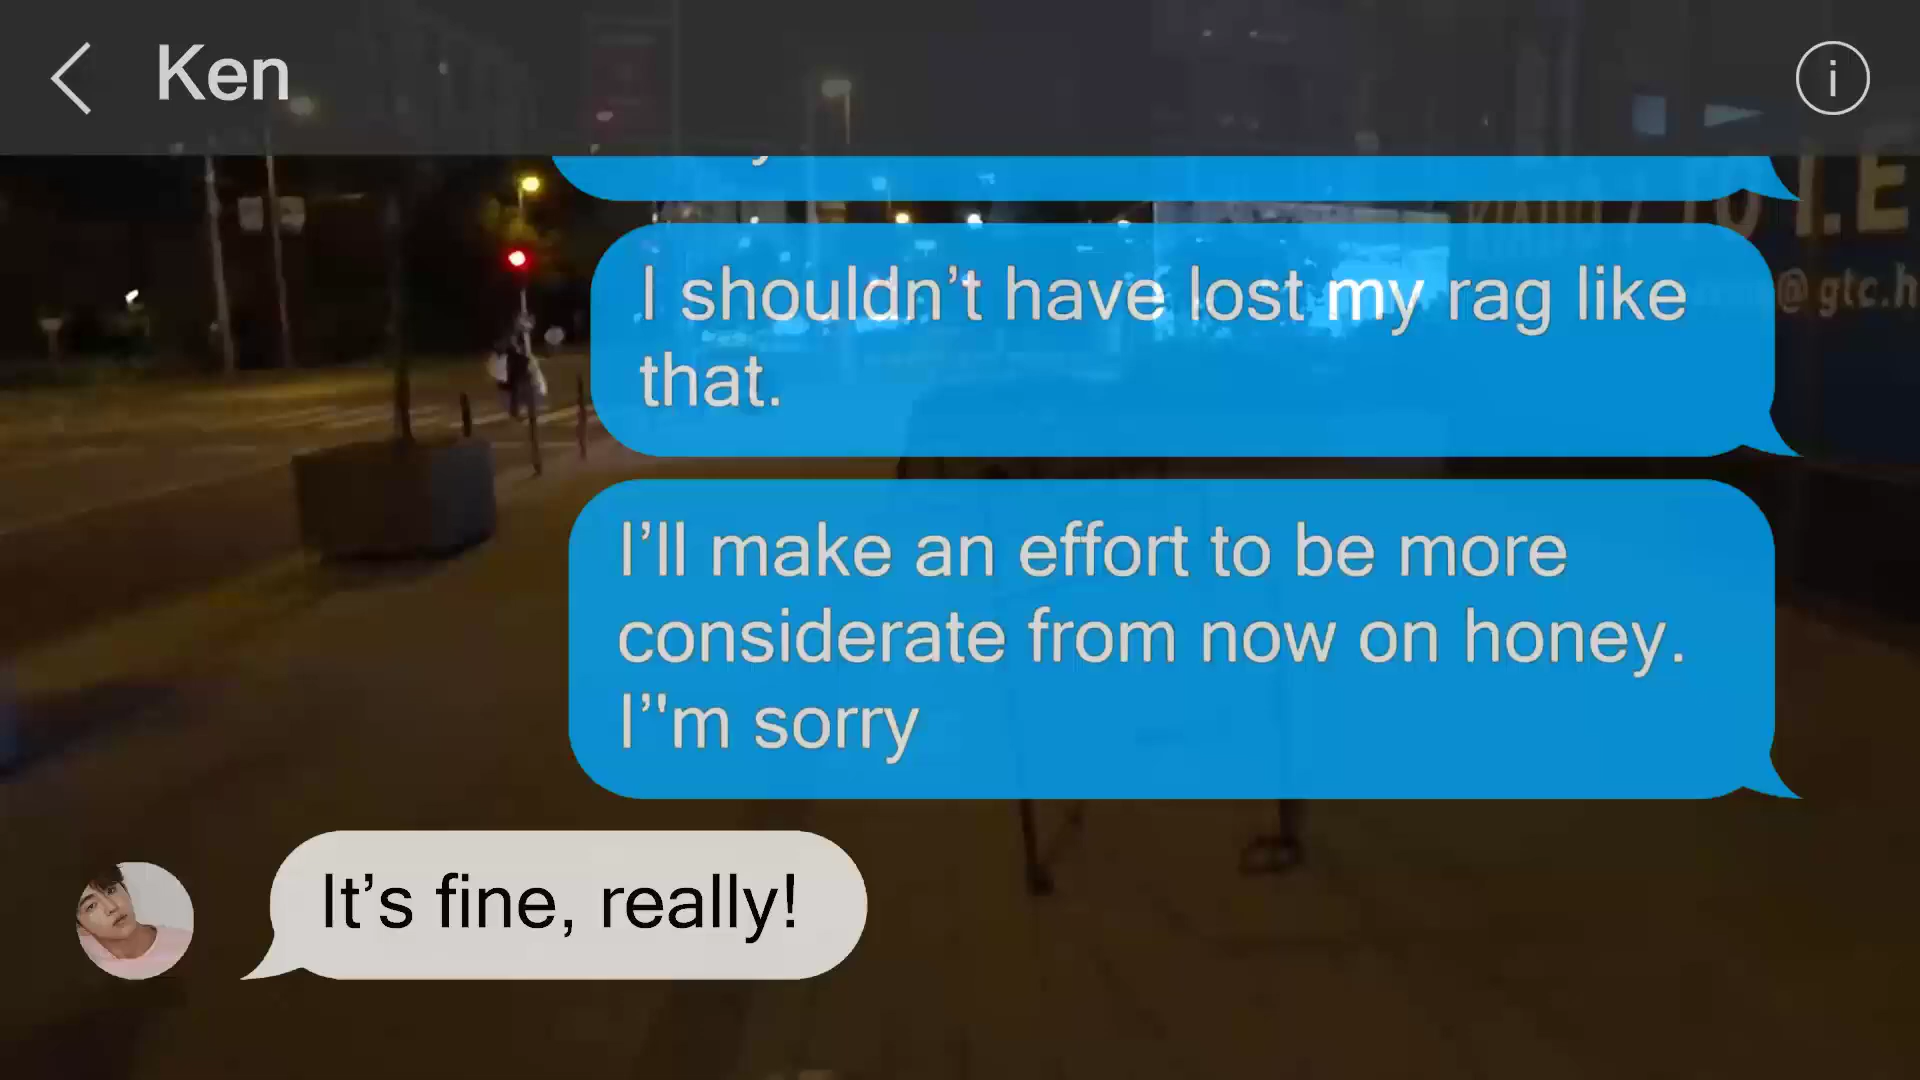 Ken
I shouldn’t have lost my rag like
that.
I’ll make an effort to be more
considerate from now on honey.
I’"m sorry
It’s fine, really!
@ gtc.h